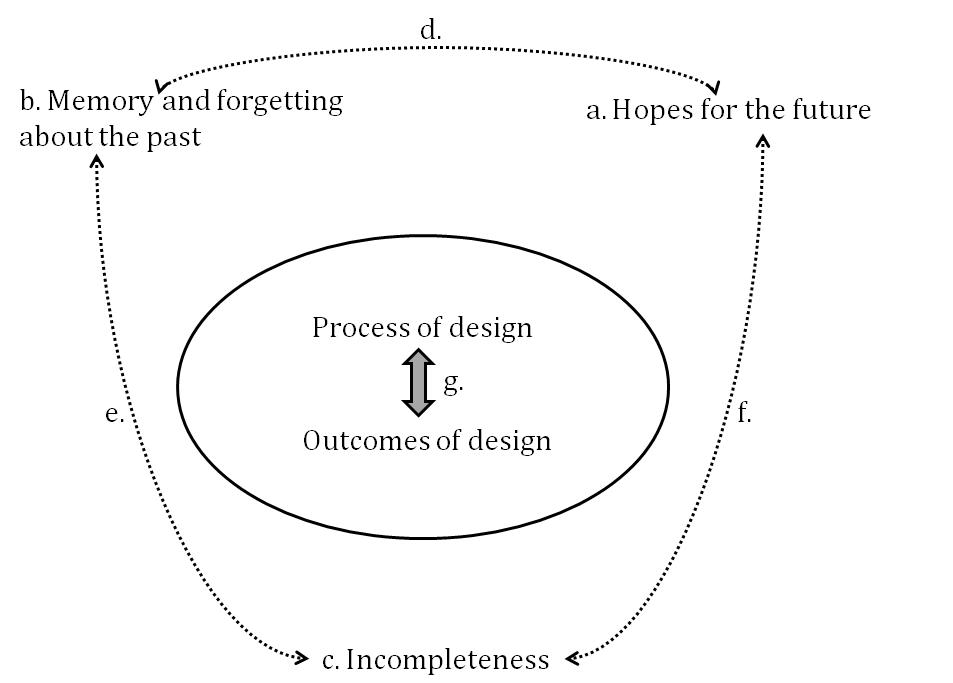 d.
b. Memory and forgetting
about the past
a. Hopes for the future
Process of design
g.
Outcomes of design
e.
f.
c. Incompleteness